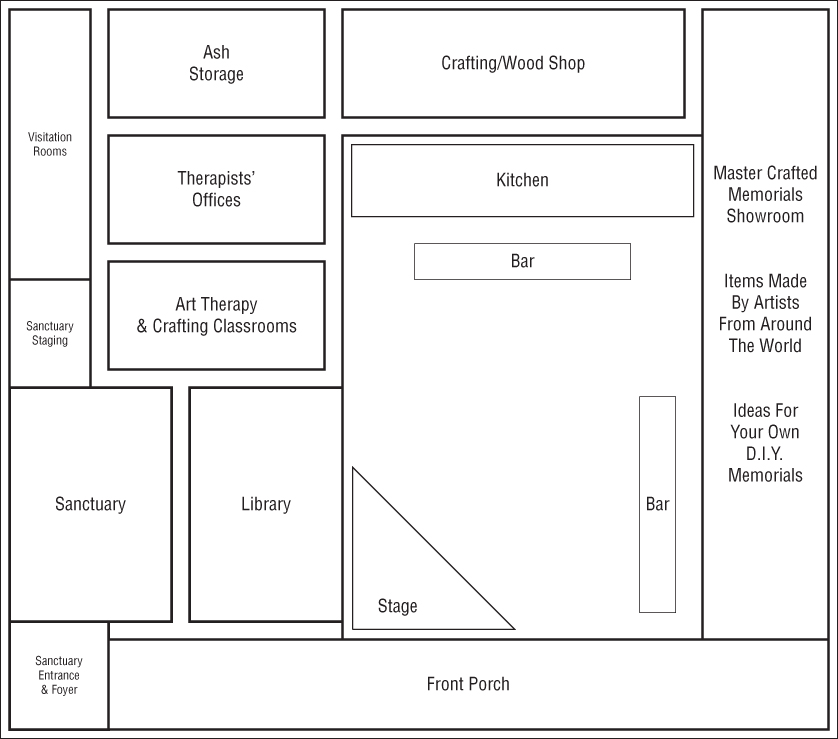 Ash
Storage
Crafting/Wood Shop
Visitation
Rooms
Therapists’
Offices
Kitchen
Master Crafted
Memorials
Showroom
Bar
Items Made
By Artists
From Around
The World
Art Therapy
& Crafting Classrooms
Sanctuary
Staging
Ideas For
Your Own
D.I.Y.
Memorials
Sanctuary
Library
Bar
Stage
Sanctuary
Entrance
& Foyer
Front Porch